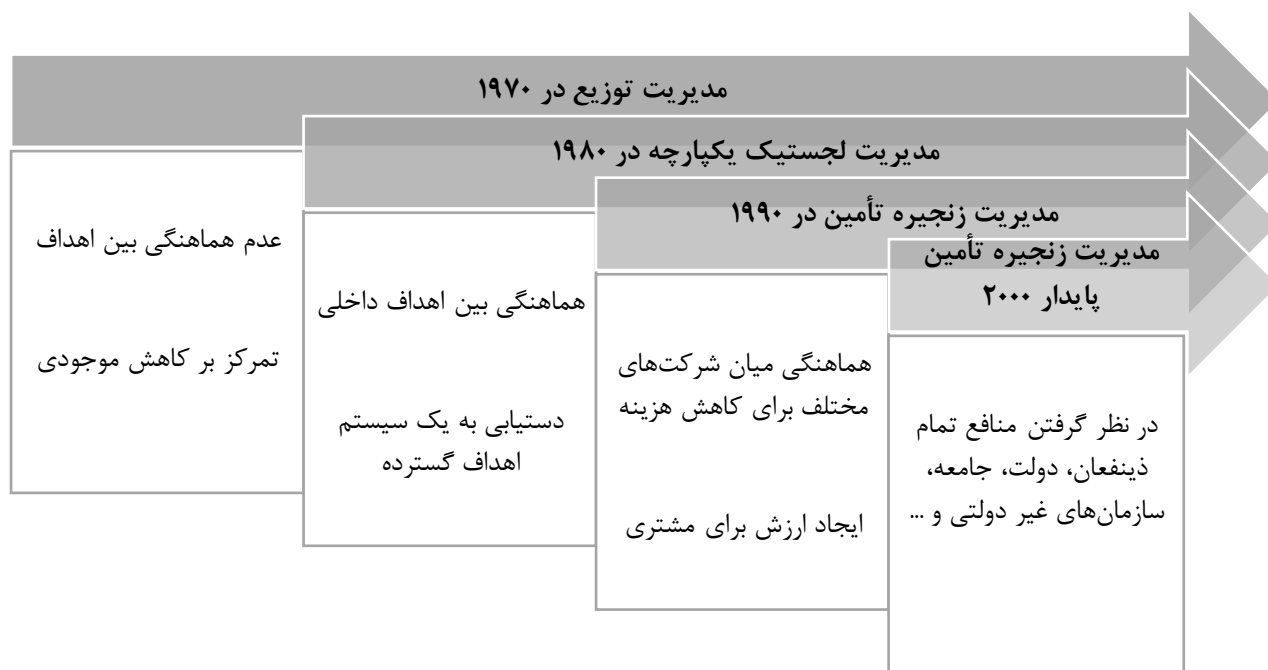 مدیریت توزیع در ۱۹۷۰
عدم هماهنگی بین اهداف
تمرکز بر کاهش موجودی
مدیریت لجستیک یکپارچه در ۱۹۸۰
هماهنگی بین اهداف داخلی
دستیابی به یک سیستم
اهداف گسترده
مدیریت زنجیره تأمین در ۱۹۹۰
هماهنگی میان شرکت‌های
مختلف برای کاهش هزینه
ایجاد ارزش برای مشتری
مدیریت زنجیره تأمین
پایدار ۲۰۰۰
در نظر گرفتن منافع تمام
ذینفعان، دولت، جامعه،
سازمان‌های غیر دولتی و ...